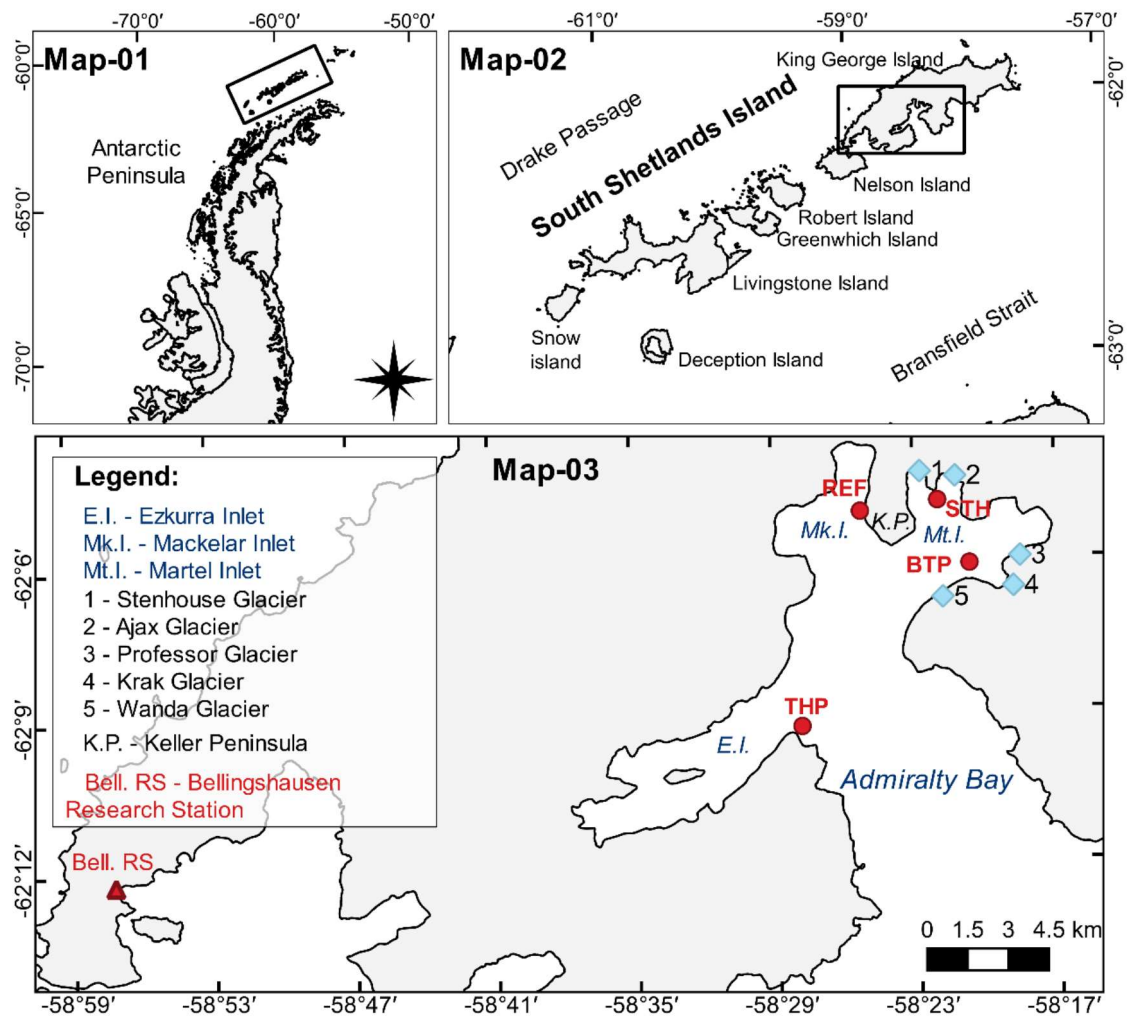 -70°0′ -60°0′ -50°0′
Map-01
-60°0′
-65°0′
-70°0′
Antarctic
Peninsula
-61°0′ -59°0′ -57°0′
Map-02
-62°0′
-63°0′
King George Island
Drake Passage
South Shetlands Island
Nelson Island
Robert Island
Greenwhich Island
Livingstone Island
Snow
island
Deception Island
Bransfield Strait
Map-03
Legend:
E.I. - Ezkurra Inlet
Mk.I. - Mackelar Inlet
Mt.I. - Martel Inlet
1 - Stenhouse Glacier
2 - Ajax Glacier
3 - Professor Glacier
4 - Krak Glacier
5 - Wanda Glacier
K.P. - Keller Peninsula
Bell. RS - Bellingshausen
Research Station
REF
1
2
K.P.
STH
Mk.I.
Mt.I.
BTP
3
4
5
THP
E.I.
Admiralty Bay
Bell. RS
-62°6′
-62°9′
-62°12′
0 1.5 3 4.5 km
-58°59′ -58°53′ -58°47′ -58°41′ -58°35′ -58°29′ -58°23′ -58°17′